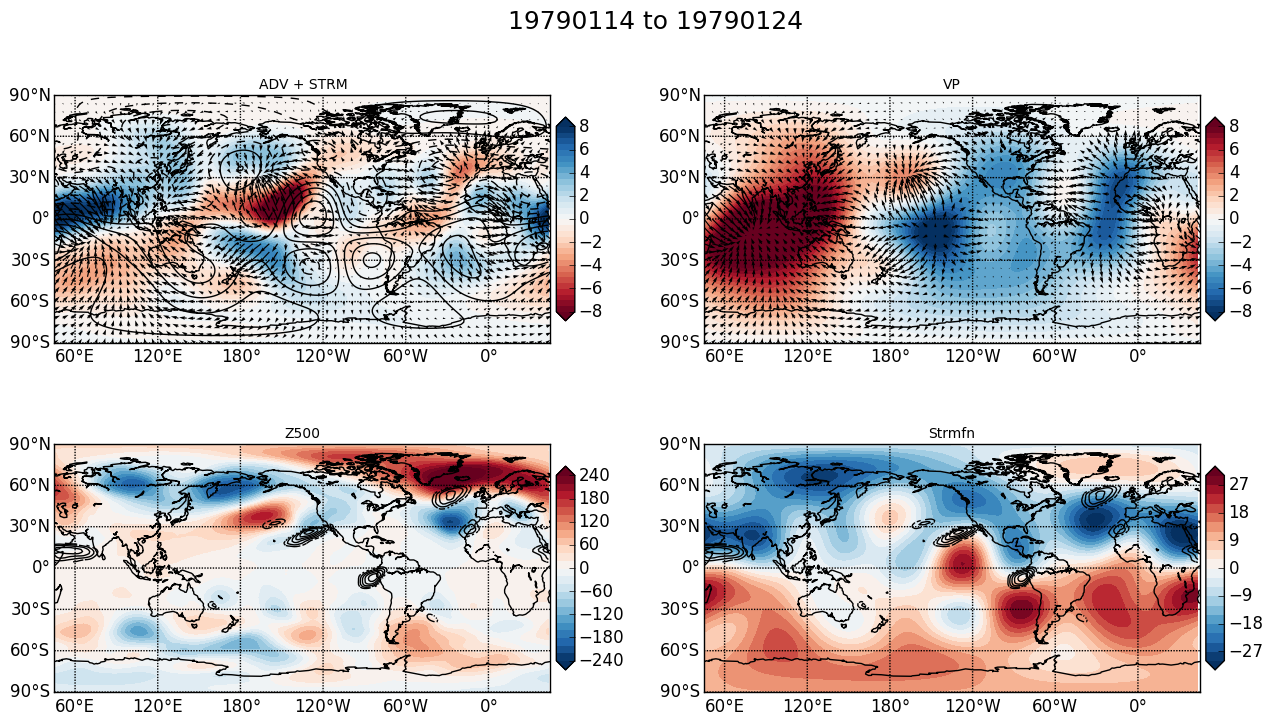 19790114 to 19790124
ADV + STRM
90°N
60°N
30°N
0°
30°S
60°S
90°S
60°E 120°E 180° 120°W 60°W 0°
8
6
4
2
0
−2
−4
−6
−8
VP
90°N
60°N
30°N
0°
30°S
60°S
90°S
60°E 120°E 180° 120°W 60°W 0°
8
6
4
2
0
−2
−4
−6
−8
Z500
90°N
60°N
30°N
0°
30°S
60°S
90°S
60°E 120°E 180° 120°W 60°W 0°
240
180
120
60
0
−60
−120
−180
−240
Strmfn
90°N
60°N
30°N
0°
30°S
60°S
90°S
60°E 120°E 180° 120°W 60°W 0°
27
18
9
0
−9
−18
−27